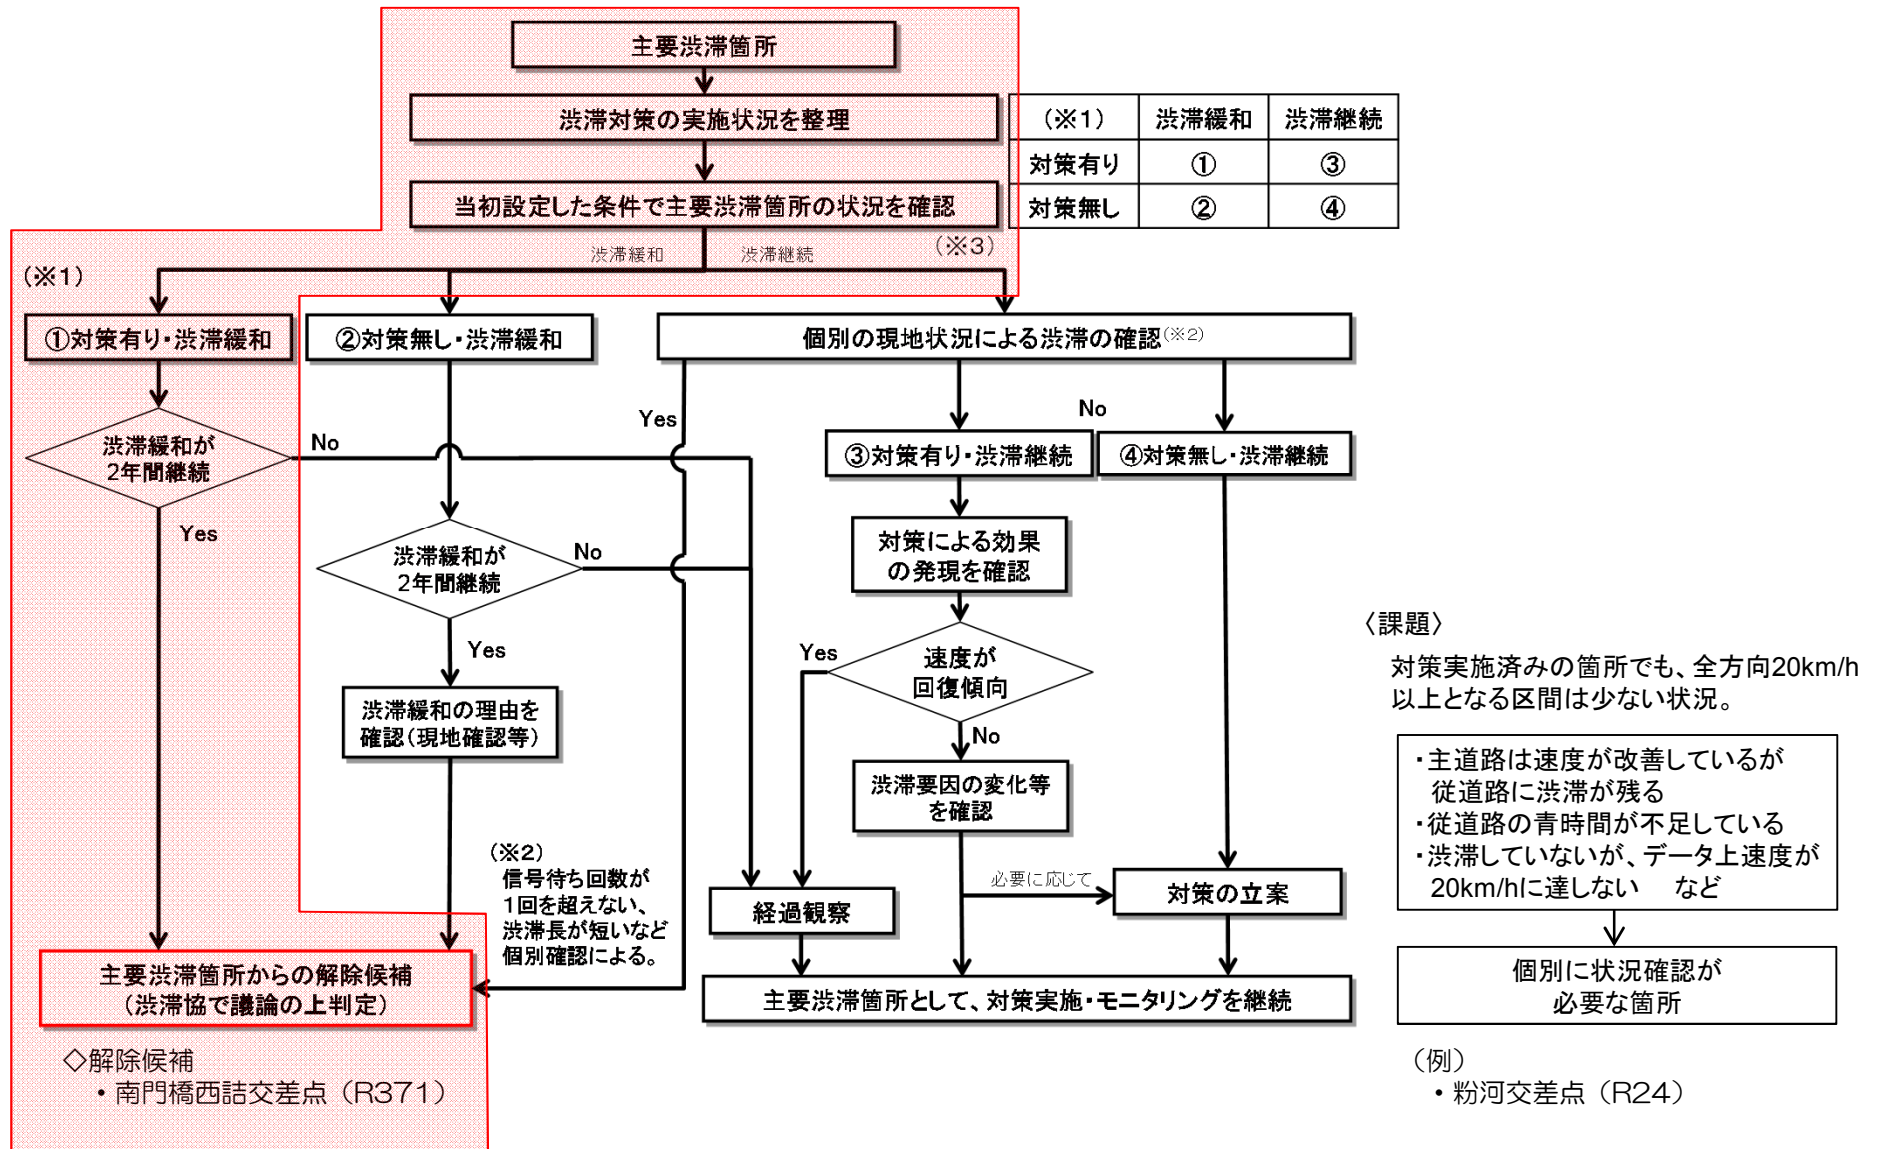 主要渋滞箇所
渋滞対策の実施状況を整理
当初設定した条件で主要渋滞箇所の状況を確認
(※1) 渋滞緩和 渋滞継続
対策有り ① ③
対策無し ② ④
渋滞緩和 渋滞継続 (※3)
(※1)
①対策有り・渋滞緩和
②対策無し・渋滞緩和
個別の現地状況による渋滞の確認(※2)
渋滞緩和が
2年間継続
No
Yes
渋滞緩和が
2年間継続
No
Yes
渋滞緩和の理由を
確認(現地確認等)
Yes
No
③対策有り・渋滞継続
④対策無し・渋滞継続
対策による効果
の発現を確認
速度が
回復傾向
Yes
No
渋滞要因の変化等
を確認
必要に応じて
対策の立案
経過観察
(※2)
信号待ち回数が
1回を超えない、
渋滞長が短いなど
個別確認による。
主要渋滞箇所からの解除候補
(渋滞協で議論の上判定)
主要渋滞箇所として、対策実施・モニタリングを継続
◇解除候補
・南門橋西詰交差点(R371)
〈課題〉
対策実施済みの箇所でも、全方向20km/h
以上となる区間は少ない状況。
・主道路は速度が改善しているが
従道路に渋滞が残る
・従道路の青時間が不足している
・渋滞していないが、データ上速度が
20km/hに達しない など
個別に状況確認が
必要な箇所
(例)
・粉河交差点(R24)